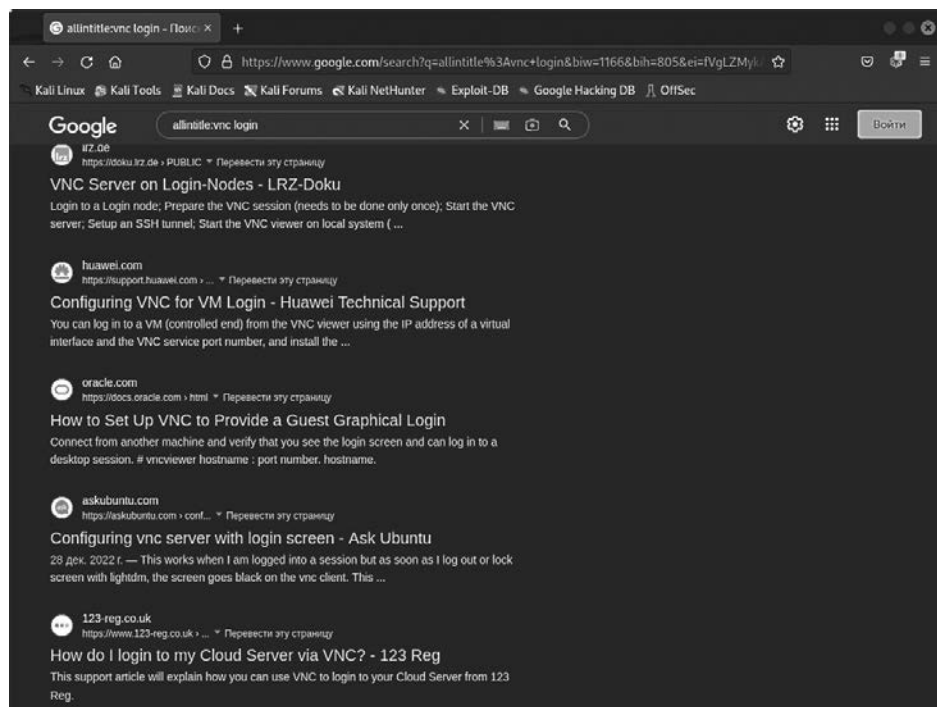 allintitle:vnc login - Поис
https://www.google.com/search?q=allintitle%3Avnc+login&biw=1166&bih=805&ei=fVgLZMyk
Kali Linux Kali Tools Kali Docs Kali Forums Kali NetHunter Exploit-DB Google Hacking DB OffSec
Google allintitle:vnc login Войти
lrz.de
https://doku.lrz.de › PUBLIC Перевести эту страницу
VNC Server on Login-Nodes - LRZ-Doku
Login to a Login node; Prepare the VNC session (needs to be done only once); Start the VNC
server; Setup an SSH tunnel; Start the VNC viewer on local system ( ...
huawei.com
https://support.huawei.com › ... Перевести эту страницу
Configuring VNC for VM Login - Huawei Technical Support
You can log in to a VM (controlled end) from the VNC viewer using the IP address of a virtual
interface and the VNC service port number, and install the ...
oracle.com
https://docs.oracle.com › html Перевести эту страницу
How to Set Up VNC to Provide a Guest Graphical Login
Connect from another machine and verify that you see the login screen and can log in to a
desktop session. # vncviewer hostname : port number. hostname.
askubuntu.com
https://askubuntu.com › conf... Перевести эту страницу
Configuring vnc server with login screen - Ask Ubuntu
28 дек. 2022 г. — This works when I am logged into a session but as soon as I log out or lock
screen with lightdm, the screen goes black on the vnc client. This ...
123-reg.co.uk
https://www.123-reg.co.uk › ... Перевести эту страницу
How do I login to my Cloud Server via VNC? - 123 Reg
This support article will explain how you can use VNC to login to your Cloud Server from 123
Reg.